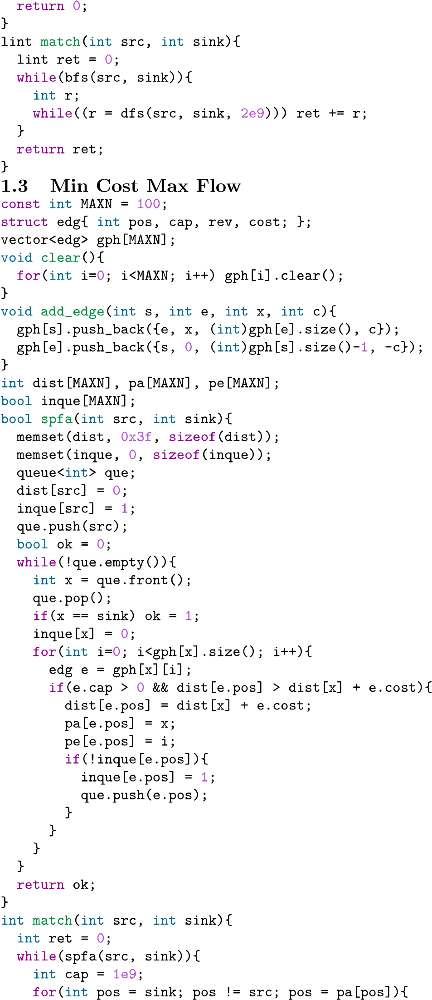 return 0;
}
lint match(int src, int sink){
  lint ret = 0;
  while(bfs(src, sink)){
    int r;
    while((r = dfs(src, sink, 2e9))) ret += r;
  }
  return ret;
}
1.3 Min Cost Max Flow
const int MAXN = 100;
struct edg{ int pos, cap, rev, cost; };
vector<edg> gph[MAXN];
void clear(){
  for(int i=0; i<MAXN; i++) gph[i].clear();
}
void add_edge(int s, int e, int x, int c){
  gph[s].push_back({e, x, (int)gph[e].size(), c});
  gph[e].push_back({s, 0, (int)gph[s].size()-1, -c});
}
int dist[MAXN], pa[MAXN], pe[MAXN];
bool inque[MAXN];
bool spfa(int src, int sink){
  memset(dist, 0x3f, sizeof(dist));
  memset(inque, 0, sizeof(inque));
  queue<int> que;
  dist[src] = 0;
  inque[src] = 1;
  que.push(src);
  bool ok = 0;
  while(!que.empty()){
    int x = que.front();
    que.pop();
    if(x == sink) ok = 1;
    inque[x] = 0;
    for(int i=0; i<gph[x].size(); i++){
      edg e = gph[x][i];
      if(e.cap > 0 && dist[e.pos] > dist[x] + e.cost){
        dist[e.pos] = dist[x] + e.cost;
        pa[e.pos] = x;
        pe[e.pos] = i;
        if(!inque[e.pos]){
          inque[e.pos] = 1;
          que.push(e.pos);
        }
      }
    }
  }
  return ok;
}
int match(int src, int sink){
  int ret = 0;
  while(spfa(src, sink)){
    int cap = 1e9;
    for(int pos = sink; pos != src; pos = pa[pos]){